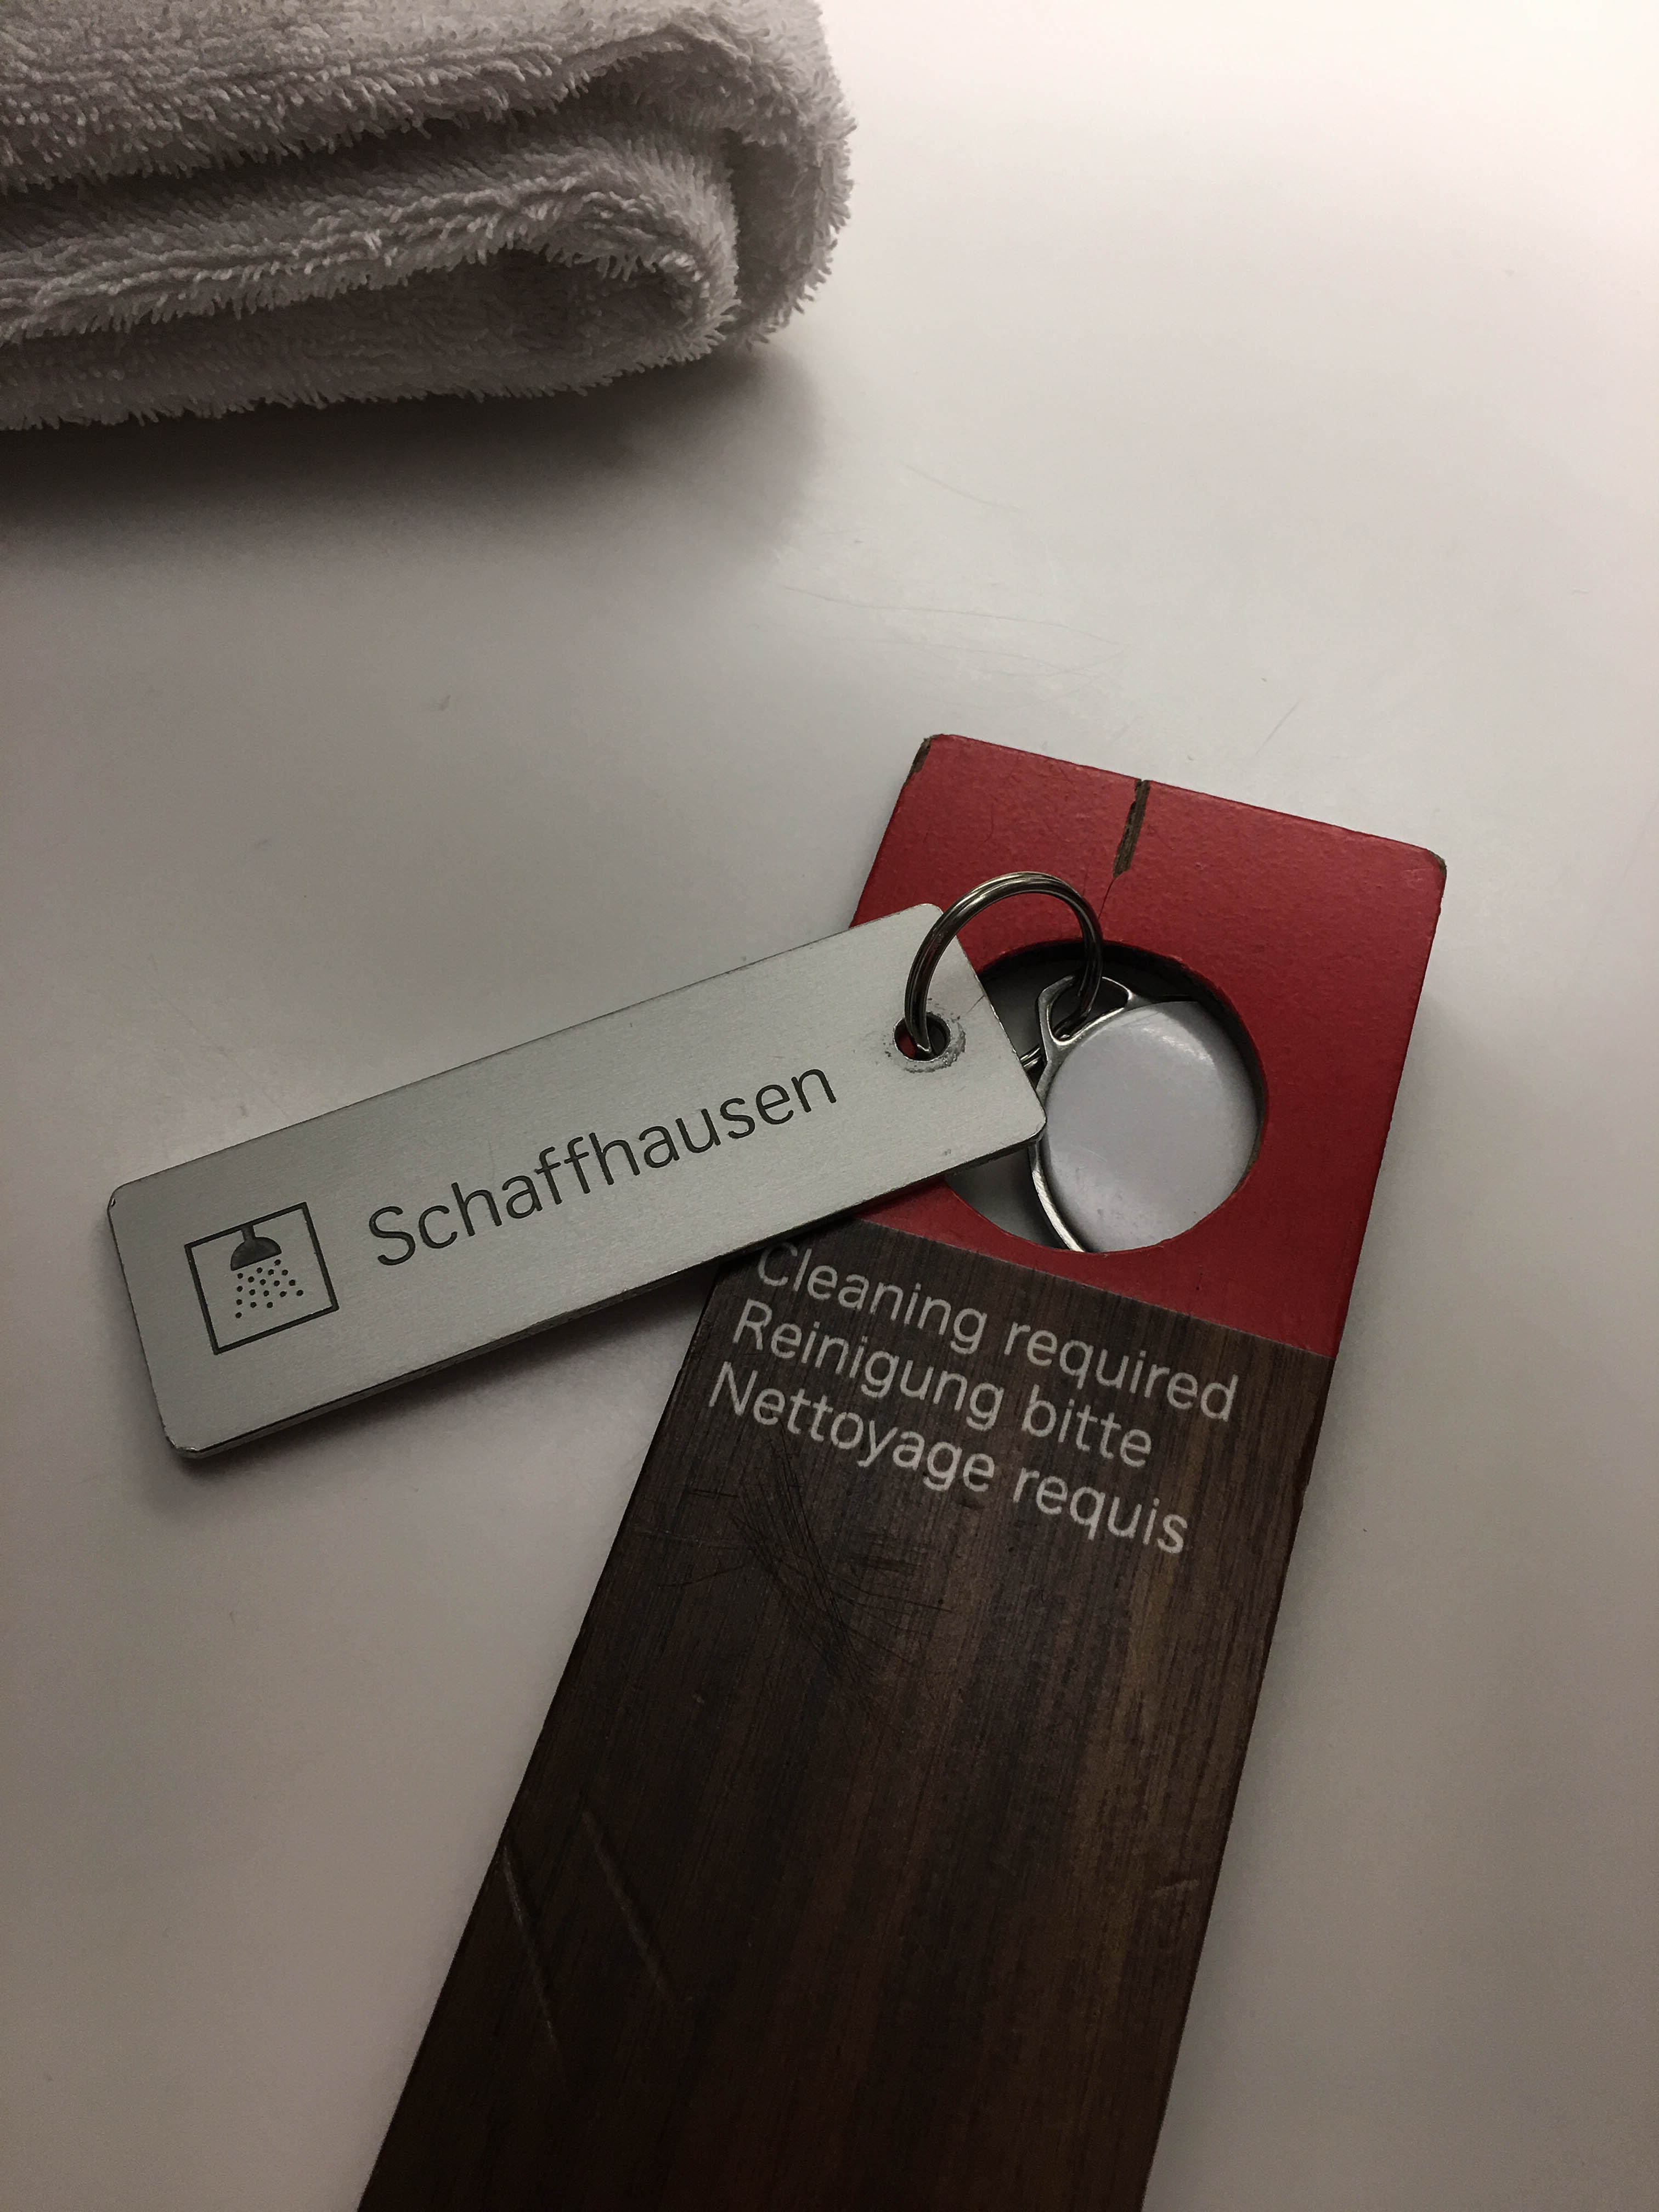 Schaffhausen
Cleaning required
Reinigung bitte
Nettoyage requis